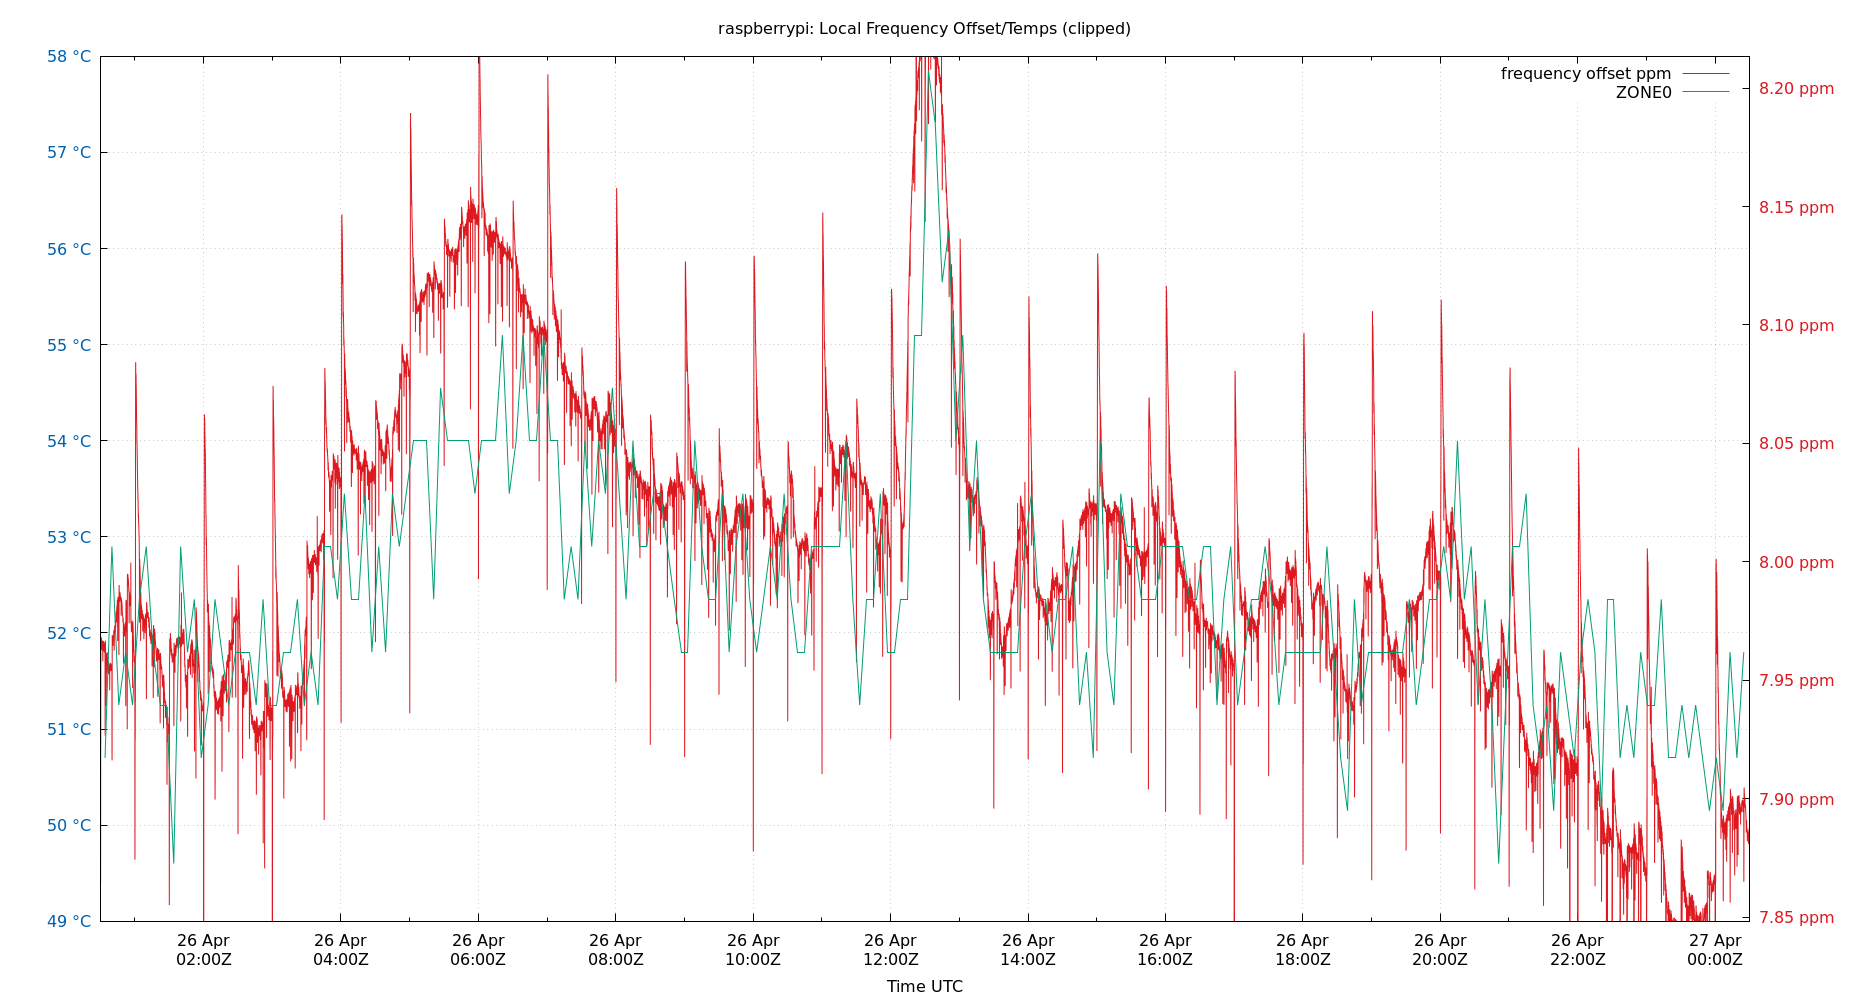 raspberrypi: Local Frequency Offset/Temps (clipped)
58 °C
57 °C
56 °C
55 °C
54 °C
53 °C
52 °C
51 °C
50 °C
49 °C
frequency offset ppm
ZONE0
8.20 ppm
8.15 ppm
8.10 ppm
8.05 ppm
8.00 ppm
7.95 ppm
7.90 ppm
7.85 ppm
26 Apr 26 Apr 26 Apr 26 Apr 26 Apr 26 Apr 26 Apr 26 Apr 26 Apr 26 Apr 26 Apr 27 Apr
02:00Z 04:00Z 06:00Z 08:00Z 10:00Z 12:00Z 14:00Z 16:00Z 18:00Z 20:00Z 22:00Z 00:00Z
Time UTC